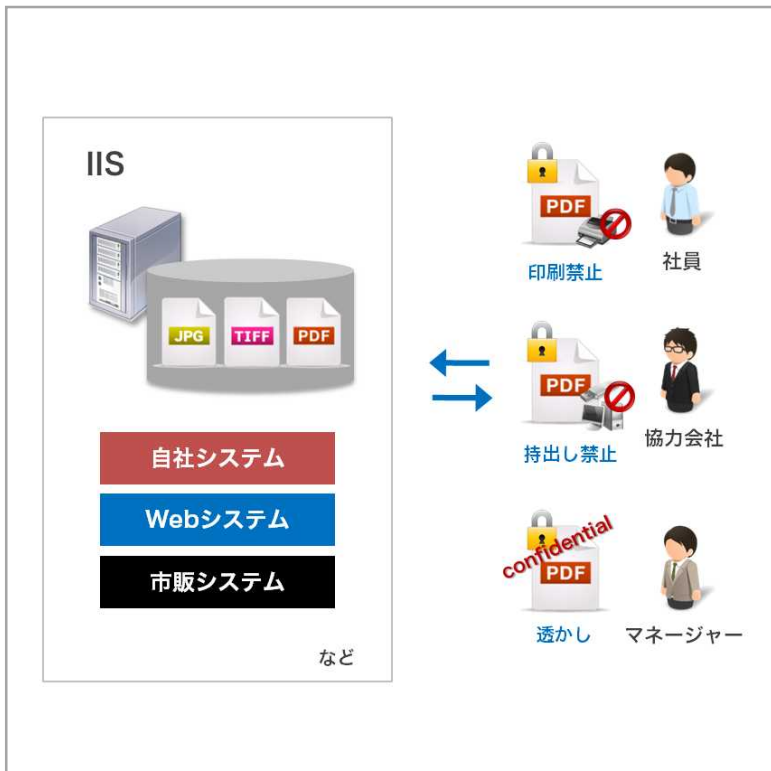 IIS
JPG
TIFF
PDF
自社システム
Webシステム
市販システム
など
PDF
印刷禁止
社員
PDF
持出し禁止
協力会社
confidential
PDF
透かし
マネージャー